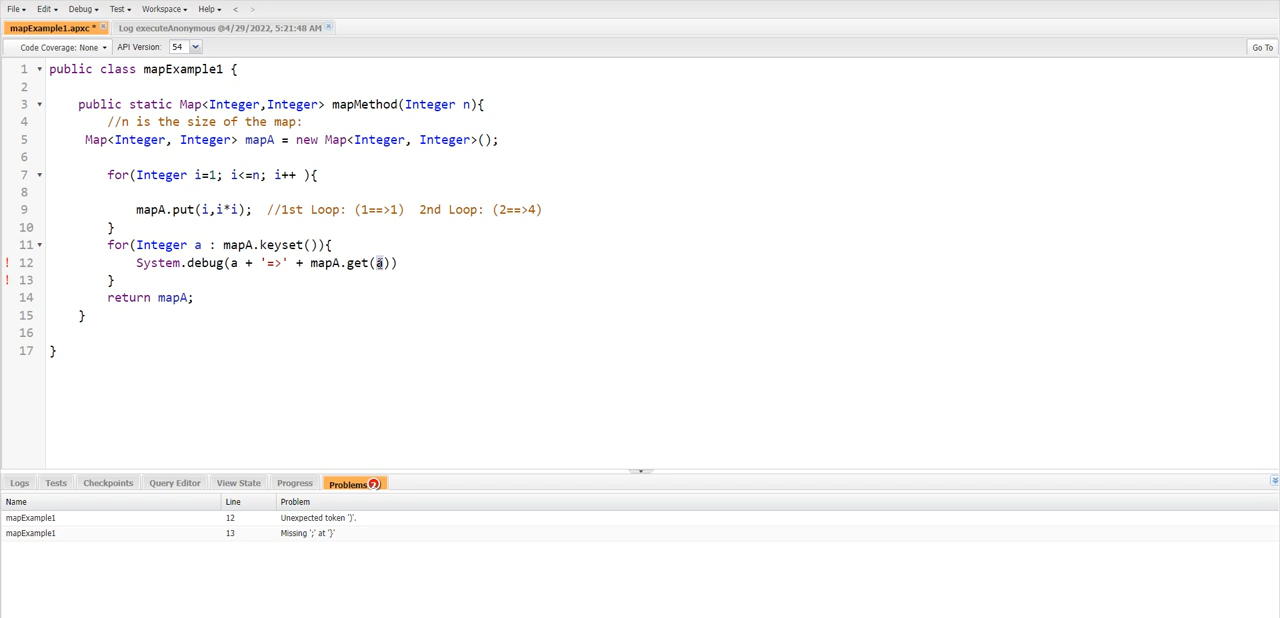 File Edit Debug Test Workspace Help < >
mapExample1.apxc * Log executeAnonymous @4/29/2022, 5:21:48 AM
Code Coverage: None API Version: 54 Go To
1 public class mapExample1 {
2
3 public static Map<Integer,Integer> mapMethod(Integer n){
4 //n is the size of the map:
5 Map<Integer, Integer> mapA = new Map<Integer, Integer>();
6
7 for(Integer i=1; i<=n; i++ ){
8
9 mapA.put(i,i*i); //1st Loop: (1==>1) 2nd Loop: (2==>4)
10 }
11 for(Integer a : mapA.keyset()){
! 12 System.debug(a + '=>' + mapA.get(a))
! 13 }
14 return mapA;
15 }
16
17 }
Logs Tests Checkpoints Query Editor View State Progress Problems 2
Name Line Problem
mapExample1 12 Unexpected token ')'.
mapExample1 13 Missing ';' at '}'